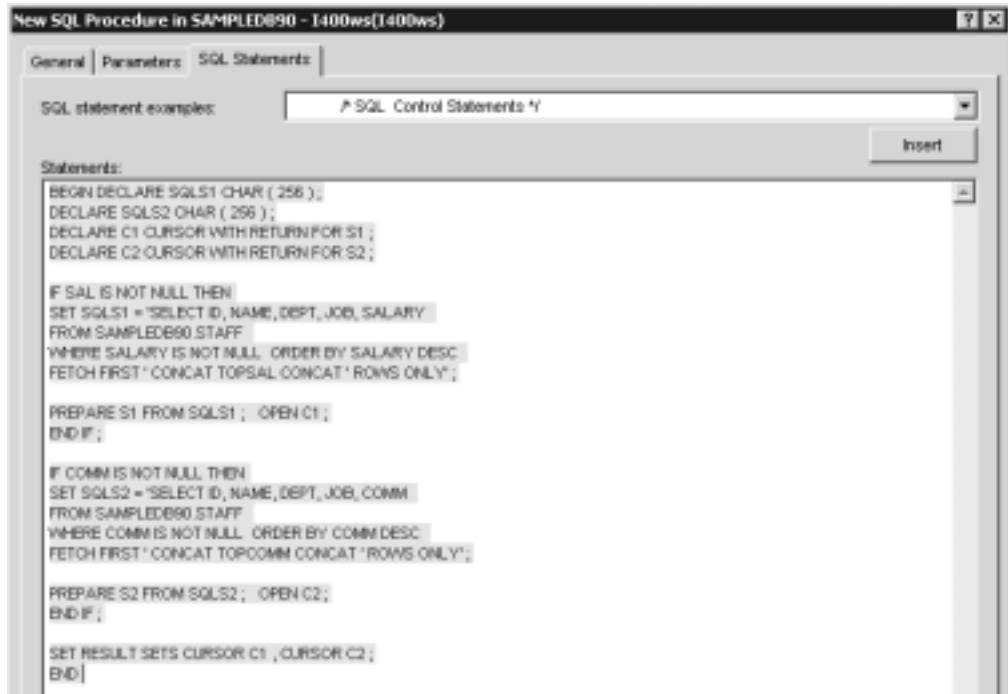 New SQL Procedure in SAMPLEDB90 - I400ws(I400ws)
General Parameters SQL Statements
SQL statement examples: /* SQL Control Statements */
Insert
Statements:
BEGIN DECLARE SQLS1 CHAR ( 256 ) ;
DECLARE SQLS2 CHAR ( 256 ) ;
DECLARE C1 CURSOR WITH RETURN FOR S1 ;
DECLARE C2 CURSOR WITH RETURN FOR S2 ;
IF SAL IS NOT NULL THEN
SET SQLS1 = 'SELECT ID, NAME, DEPT, JOB, SALARY
FROM SAMPLEDB90.STAFF
WHERE SALARY IS NOT NULL ORDER BY SALARY DESC
FETCH FIRST ' CONCAT TOPSAL CONCAT ' ROWS ONLY' ;
PREPARE S1 FROM SQLS1 ; OPEN C1 ;
END IF ;
IF COMM IS NOT NULL THEN
SET SQLS2 = 'SELECT ID, NAME, DEPT, JOB, COMM
FROM SAMPLEDB90.STAFF
WHERE COMM IS NOT NULL ORDER BY COMM DESC
FETCH FIRST ' CONCAT TOPCOMM CONCAT ' ROWS ONLY' ;
PREPARE S2 FROM SQLS2 ; OPEN C2 ;
END IF ;
SET RESULT SETS CURSOR C1 , CURSOR C2 ;
END